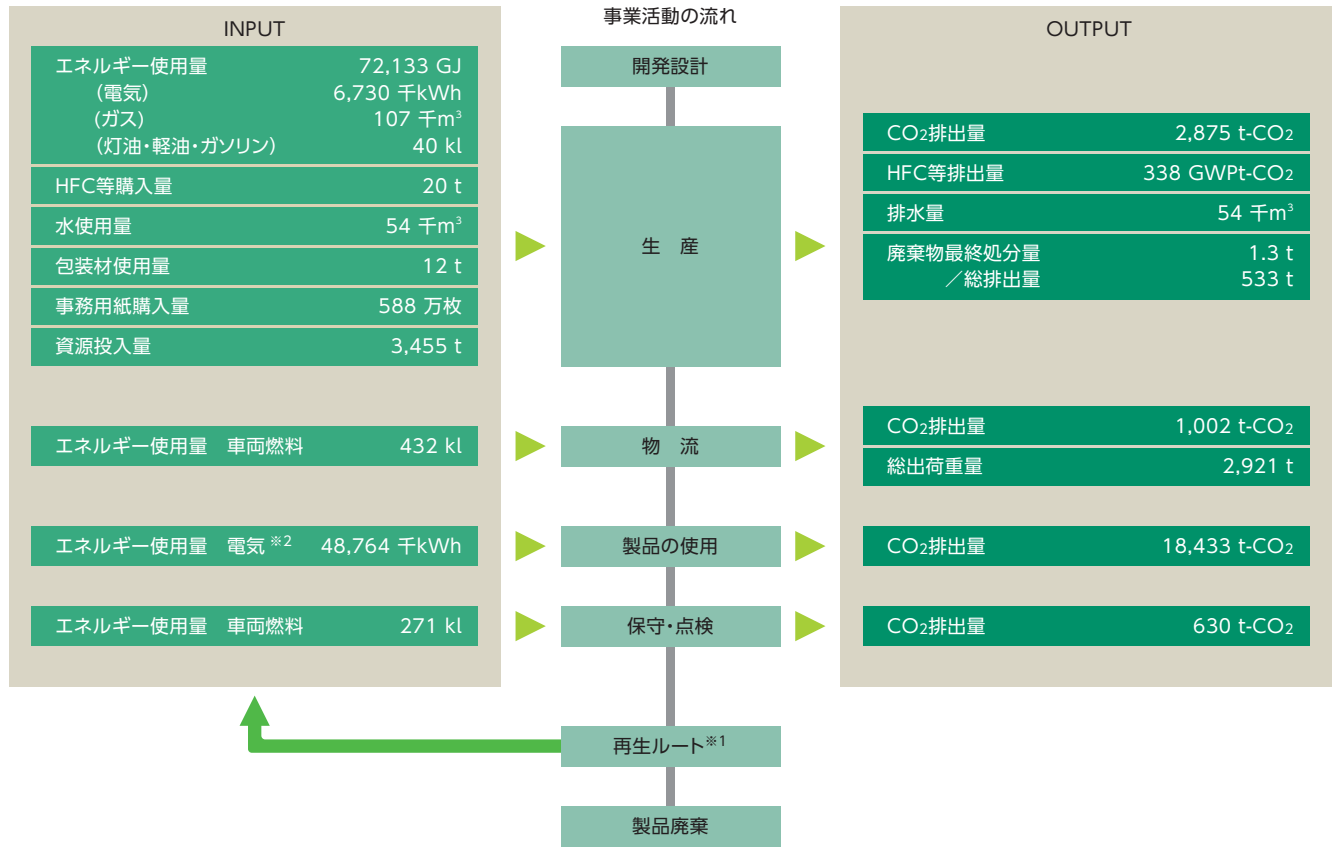 INPUT
エネルギー使用量 72,133 GJ
(電気) 6,730 千kWh
(ガス) 107 千m³
(灯油・軽油・ガソリン) 40 kl
HFC等購入量 20 t
水使用量 54 千m³
包装材使用量 12 t
事務用紙購入量 588 万枚
資源投入量 3,455 t
エネルギー使用量 車両燃料 432 kl
エネルギー使用量 電気※2 48,764 千kWh
エネルギー使用量 車両燃料 271 kl
事業活動の流れ
開発設計
生 産
物 流
製品の使用
保守・点検
再生ルート※1
製品廃棄
OUTPUT
CO₂排出量 2,875 t-CO₂
HFC等排出量 338 GWPt-CO₂
排水量 54 千m³
廃棄物最終処分量 1.3 t
／総排出量 533 t
CO₂排出量 1,002 t-CO₂
総出荷重量 2,921 t
CO₂排出量 18,433 t-CO₂
CO₂排出量 630 t-CO₂